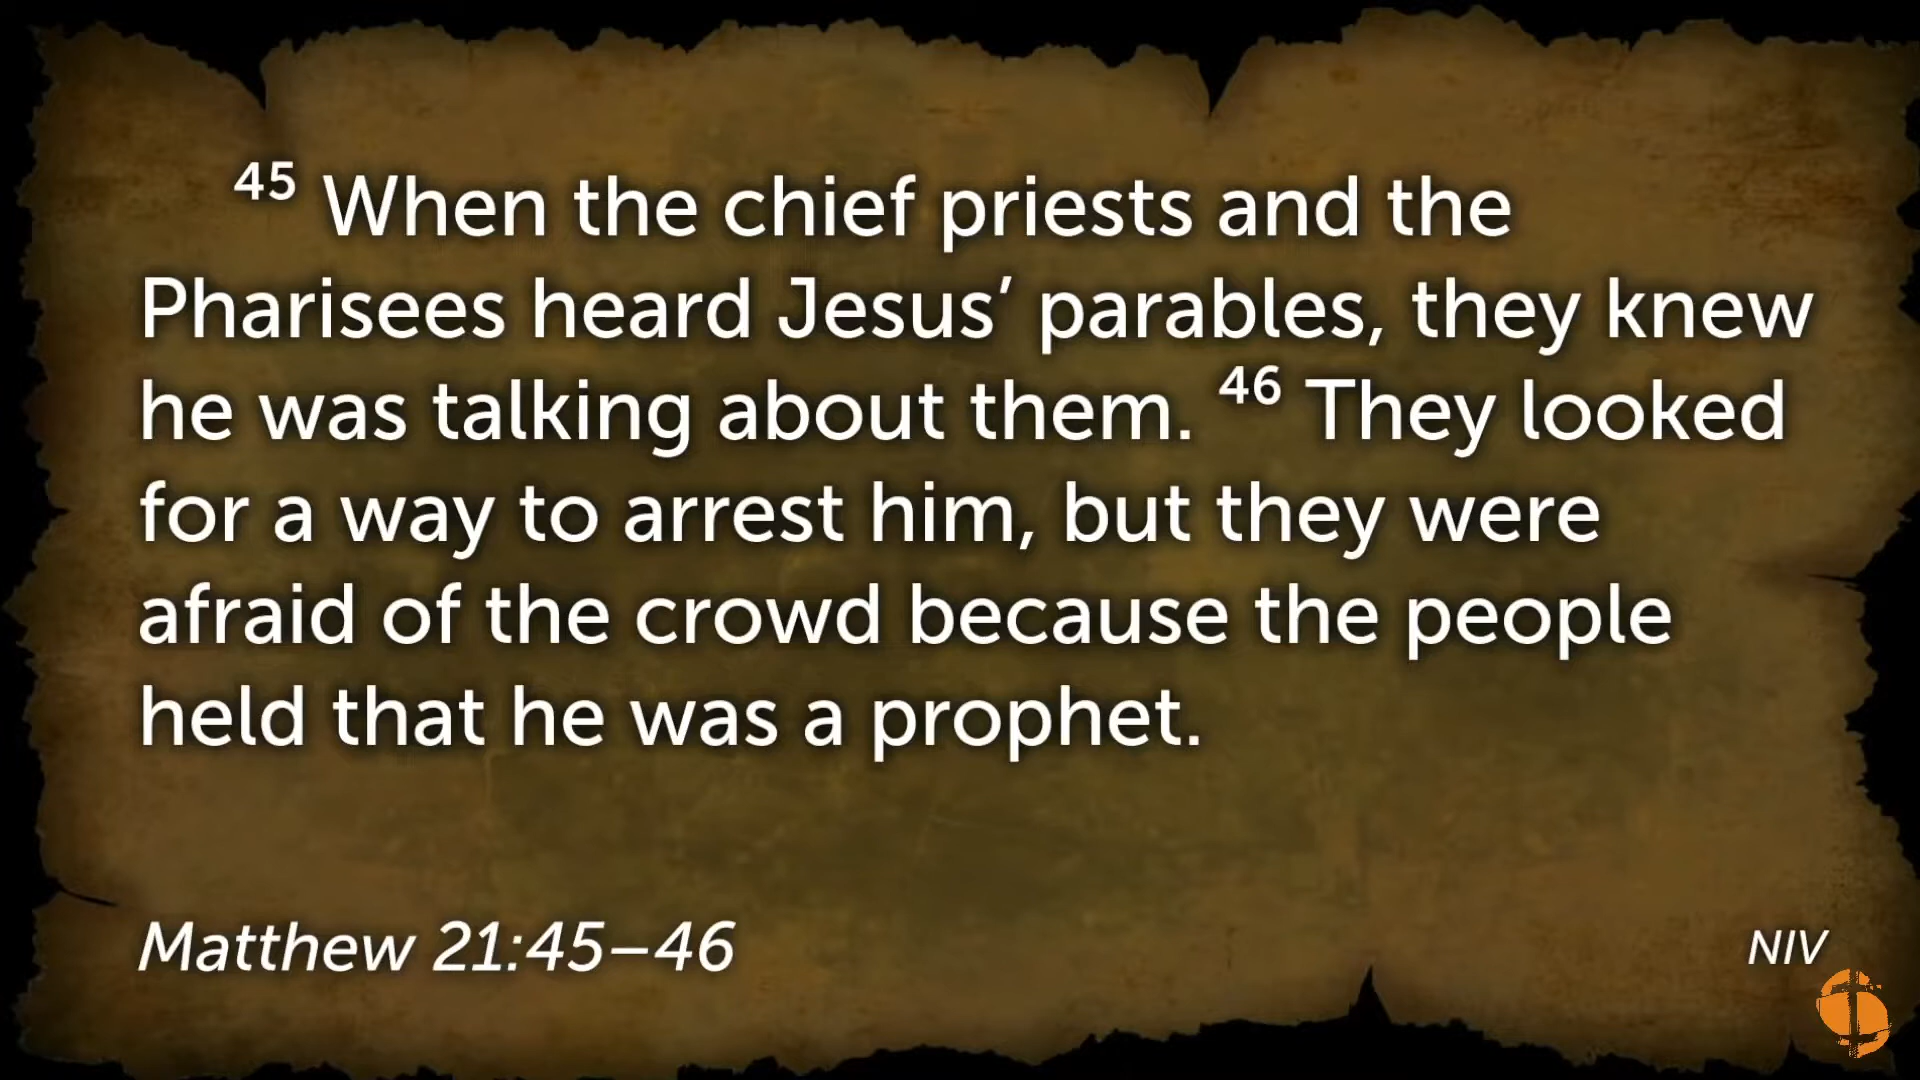 45 When the chief priests and the
Pharisees heard Jesus’ parables, they knew
he was talking about them. 46 They looked
for a way to arrest him, but they were
afraid of the crowd because the people
held that he was a prophet.
Matthew 21:45–46
NIV